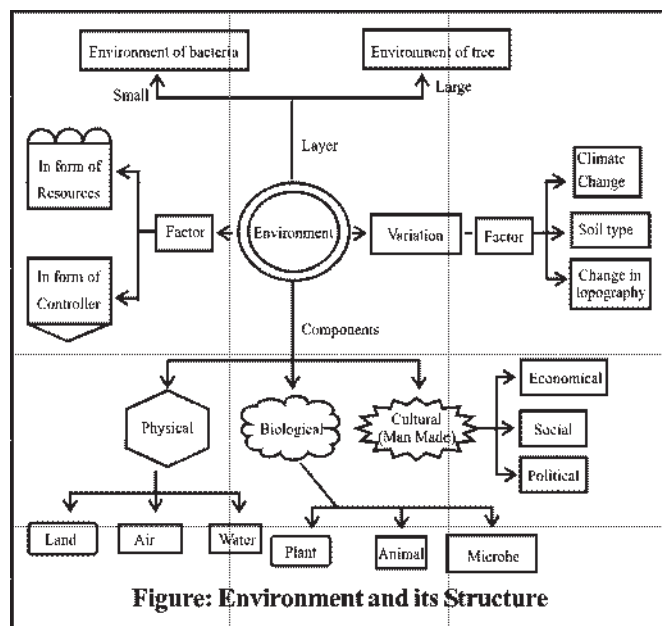 Environment of bacteria
Environment of tree
Small
Large
Layer
In form of
Resources
Climate
Change
Factor
Environment
Variation
Factor
Soil type
In form of
Controller
Change in
topography
Components
Economical
Physical
Biological
Cultural
(Man Made)
Social
Political
Land
Air
Water
Plant
Animal
Microbe
Figure: Environment and its Structure